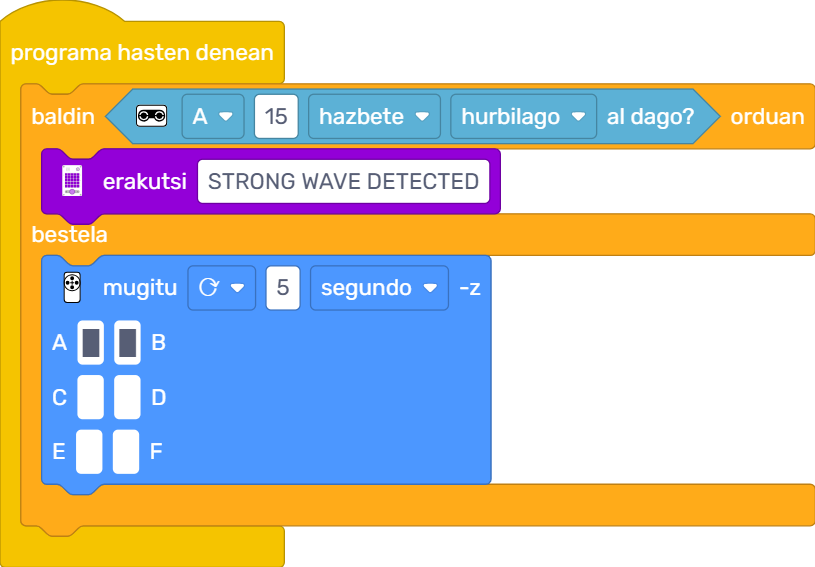 programa hasten denean
baldin A 15 hazbete hurbilago al dago? orduan
erakutsi STRONG WAVE DETECTED
bestela
mugitu 5 segundo -z
A B
C D
E F